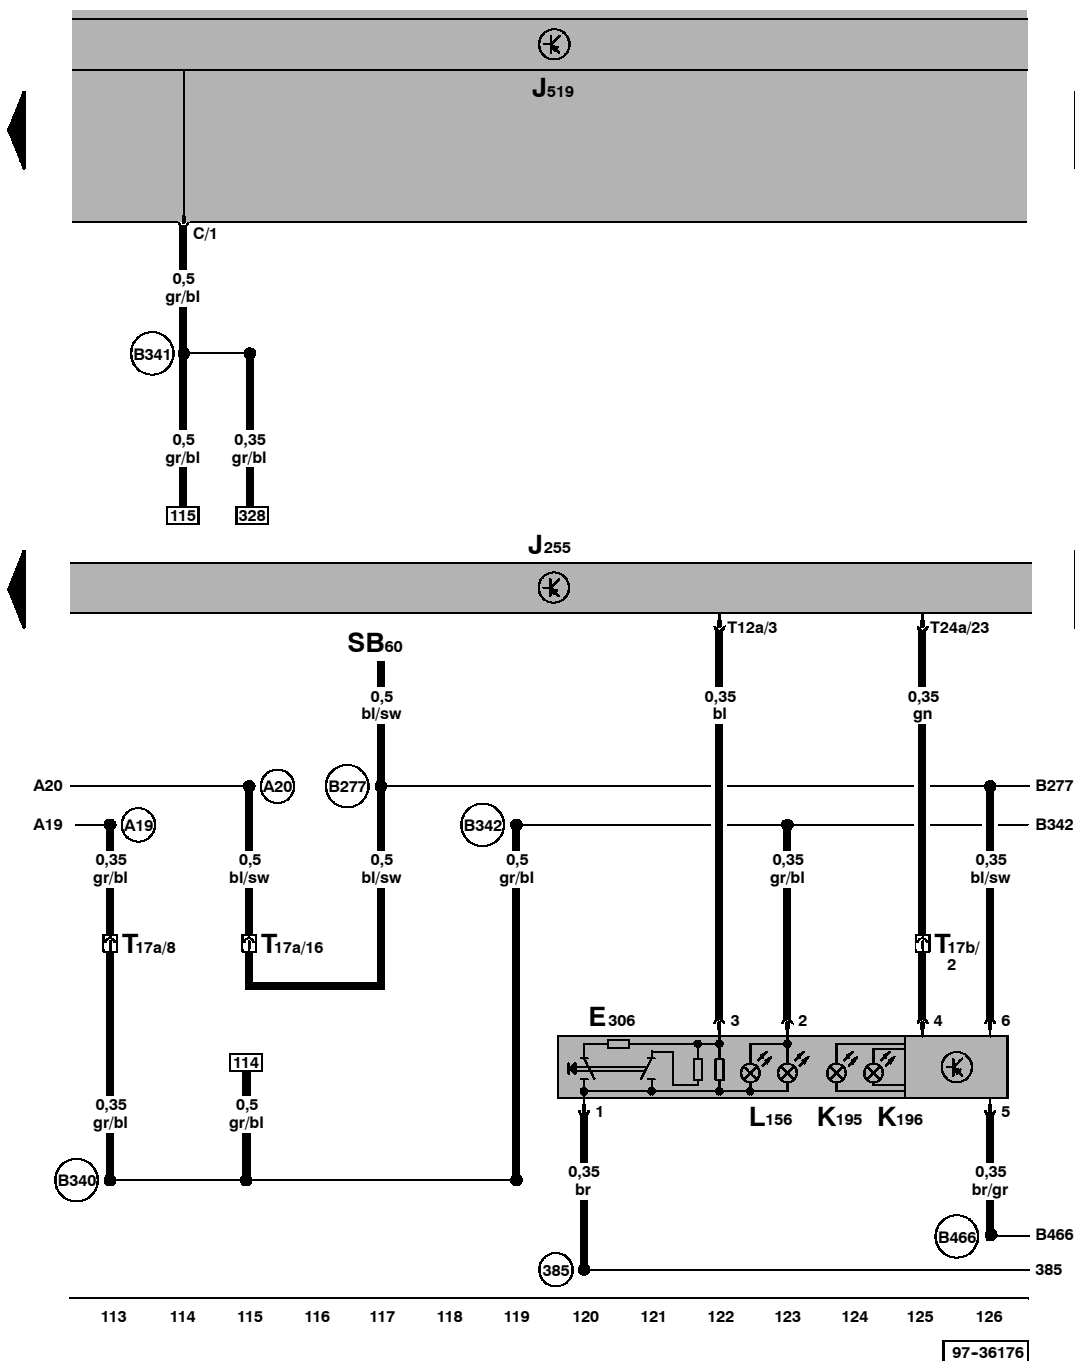 J519
C/1
0,5
gr/bl
B341
0,5
gr/bl
0,35
gr/bl
115
328
J255
T12a/3
T24a/23
SB60
0,5
bl/sw
0,35
bl
0,35
gn
A20
A20
B277
B277
A19
A19
B342
B342
0,35
gr/bl
0,5
bl/sw
0,5
bl/sw
0,5
gr/bl
0,35
gr/bl
0,35
bl/sw
T17a/8
T17a/16
T17b/
2
E306
3
2
4
6
114
0,35
gr/bl
0,5
gr/bl
1
L156
K195
K196
5
B340
0,35
br
0,35
br/gr
B466
B466
385
385
113 114 115 116 117 118 119 120 121 122 123 124 125 126
97-36176